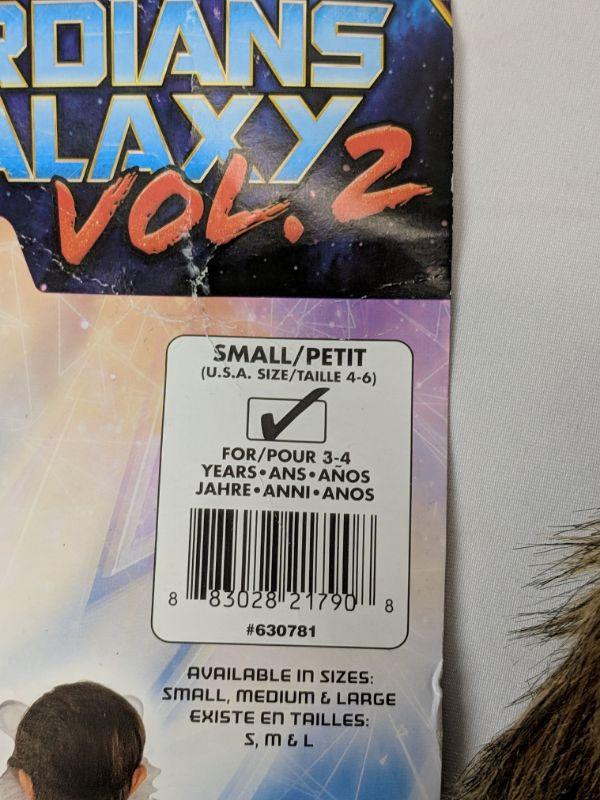 RDIANS
ALAXY
VOL. 2
SMALL/PETIT
(U.S.A. SIZE/TAILLE 4-6)
FOR/POUR 3-4
YEARS•ANS•AÑOS
JAHRE•ANNI•ANOS
8 83028 21790 8
#630781
AVAILABLE IN SIZES:
SMALL, MEDIUM & LARGE
EXISTE EN TAILLES:
S, M & L